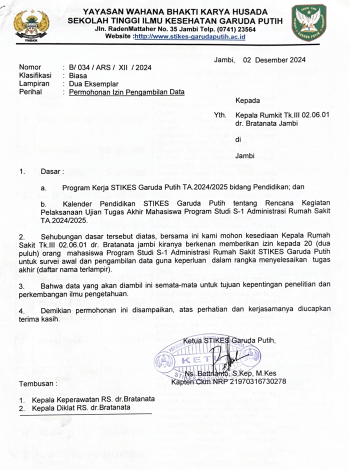 YAYASAN WAHANA BHAKTI KARYA HUSADA
SEKOLAH TINGGI ILMU KESEHATAN GARUDA PUTIH
Jln. RadenMattaher No. 35 Jambi Telp. (0741) 23564
Website :http://www.stikes-garudaputih.ac.id
Jambi, 02 Desember 2024
Nomor : B/ 034 / ARS / XII / 2024
Klasifikasi : Biasa
Lampiran : Dua Eksemplar
Perihal : Permohonan Izin Pengambilan Data
Kepada
Yth. Kepala Rumkit Tk.III 02.06.01
dr. Bratanata Jambi
di
Jambi
1. Dasar :
a. Program Kerja STIKES Garuda Putih TA.2024/2025 bidang Pendidikan; dan
b. Kalender Pendidikan STIKES Garuda Putih tentang Rencana Kegiatan
Pelaksanaan Ujian Tugas Akhir Mahasiswa Program Studi S-1 Administrasi Rumah Sakit
TA.2024/2025.
2. Sehubungan dasar tersebut diatas, bersama ini kami mohon kesediaan Kepala Rumah
Sakit Tk.III 02.06.01 dr. Bratanata jambi kiranya berkenan memberikan izin kepada 20 (dua
puluh) orang mahasiswa Program Studi S-1 Administrasi Rumah Sakit STIKES Garuda Putih
untuk survei awal dan pengambilan data guna keperluan dalam rangka menyelesaikan tugas
akhir (daftar nama terlampir).
3. Bahwa data yang akan diambil ini semata-mata untuk tujuan kepentingan penelitian dan
perkembangan ilmu pengetahuan.
4. Demikian permohonan ini disampaikan, atas perhatian dan kerjasamanya diucapkan
terima kasih.
Ketua STIKES Garuda Putih,
KET
Kapten Ckm NRP 21970316730278
Tembusan :
1. Kepala Keperawatan RS. dr.Bratanata
2. Kepala Diklat RS. dr.Bratanata